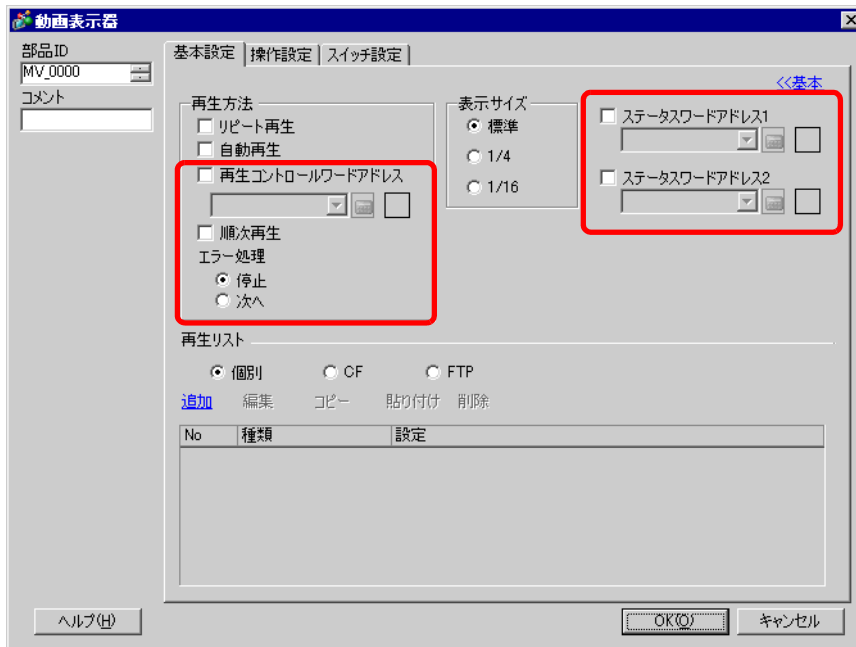 動画表示器
部品ID
MV_0000
コメント
基本設定 操作設定 スイッチ設定
<<基本
再生方法
リピート再生
自動再生
再生コントロールワードアドレス
順次再生
エラー処理
停止
次へ
表示サイズ
標準
1/4
1/16
ステータスワードアドレス1
ステータスワードアドレス2
再生リスト
個別 CF FTP
追加 編集 コピー 貼り付け 削除
No 種類 設定
ヘルプ(H) OK(O) キャンセル